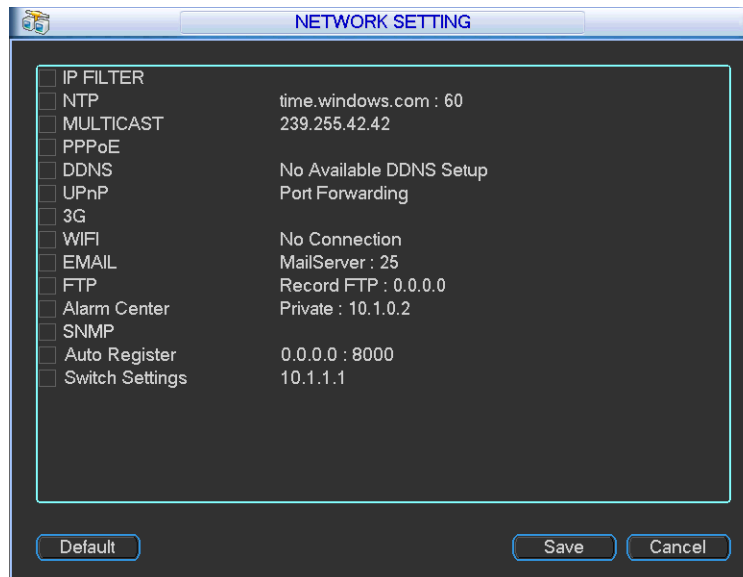 NETWORK SETTING
IP FILTER
NTP time.windows.com : 60
MULTICAST 239.255.42.42
PPPoE
DDNS No Available DDNS Setup
UPnP Port Forwarding
3G
WIFI No Connection
EMAIL MailServer : 25
FTP Record FTP : 0.0.0.0
Alarm Center Private : 10.1.0.2
SNMP
Auto Register 0.0.0.0 : 8000
Switch Settings 10.1.1.1
Default Save Cancel